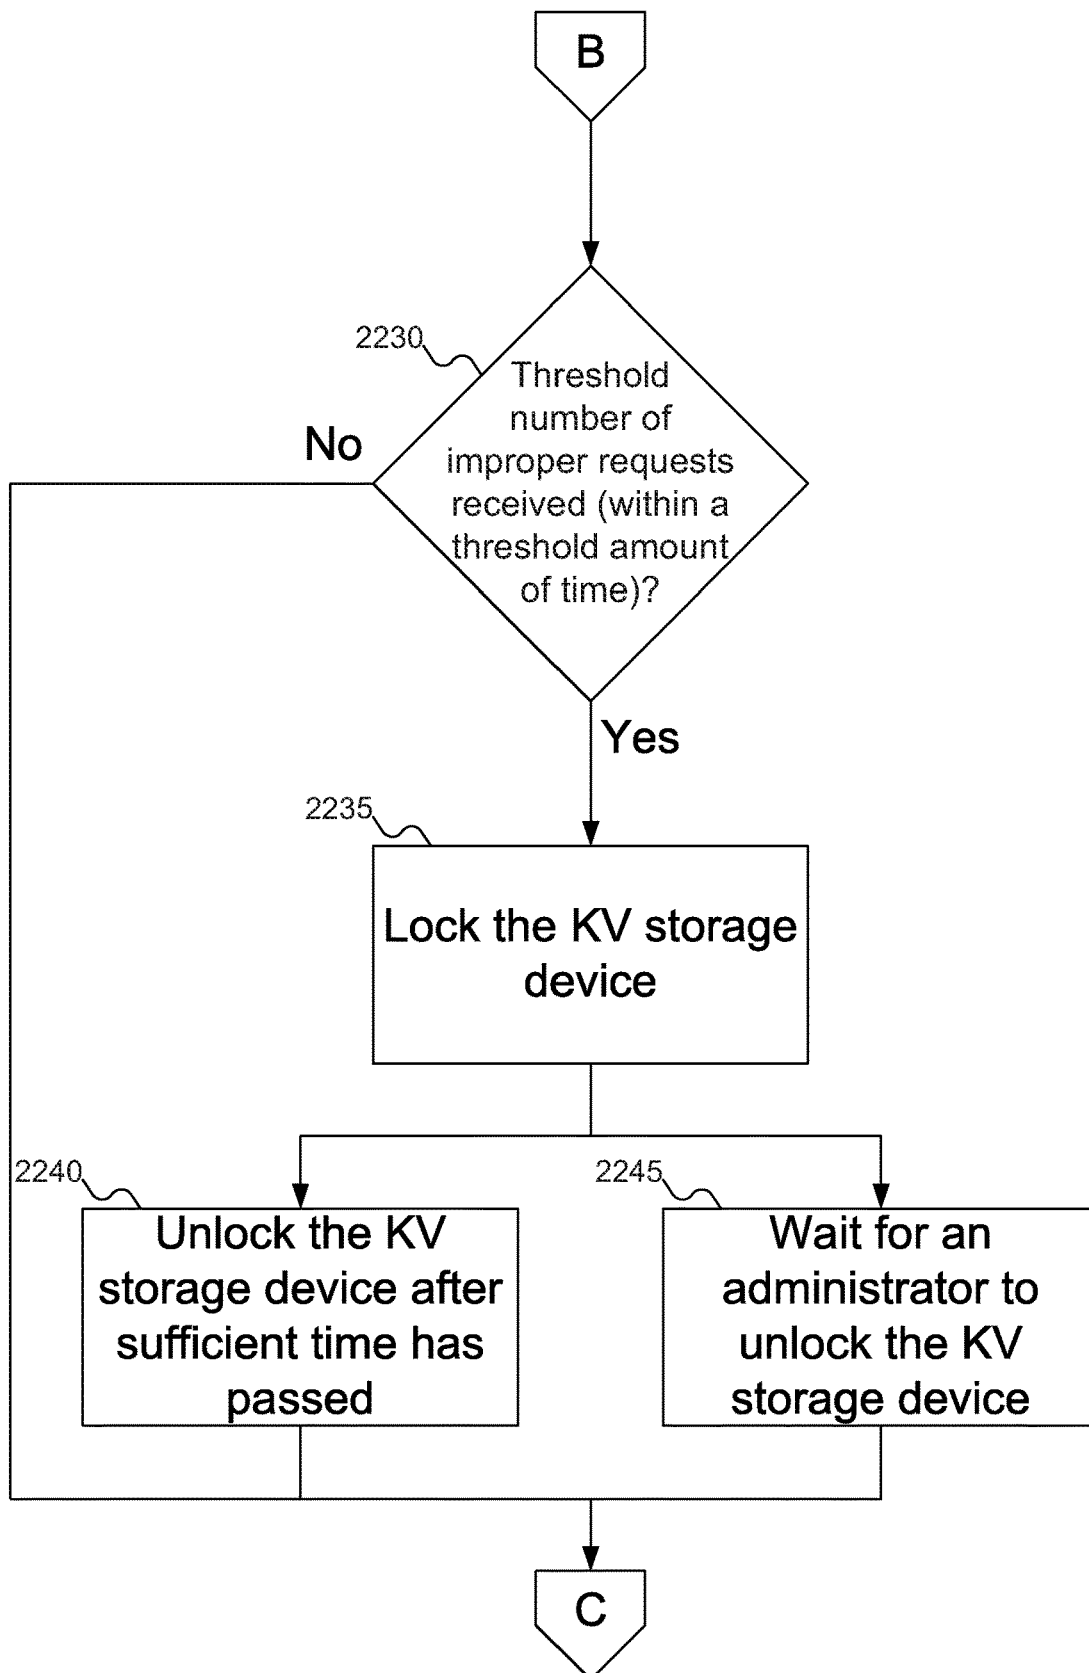 B
2230
Threshold
number of
improper requests
received (within a
threshold amount
of time)?
No
Yes
2235
Lock the KV storage
device
2240
Unlock the KV
storage device after
sufficient time has
passed
2245
Wait for an
administrator to
unlock the KV
storage device
C